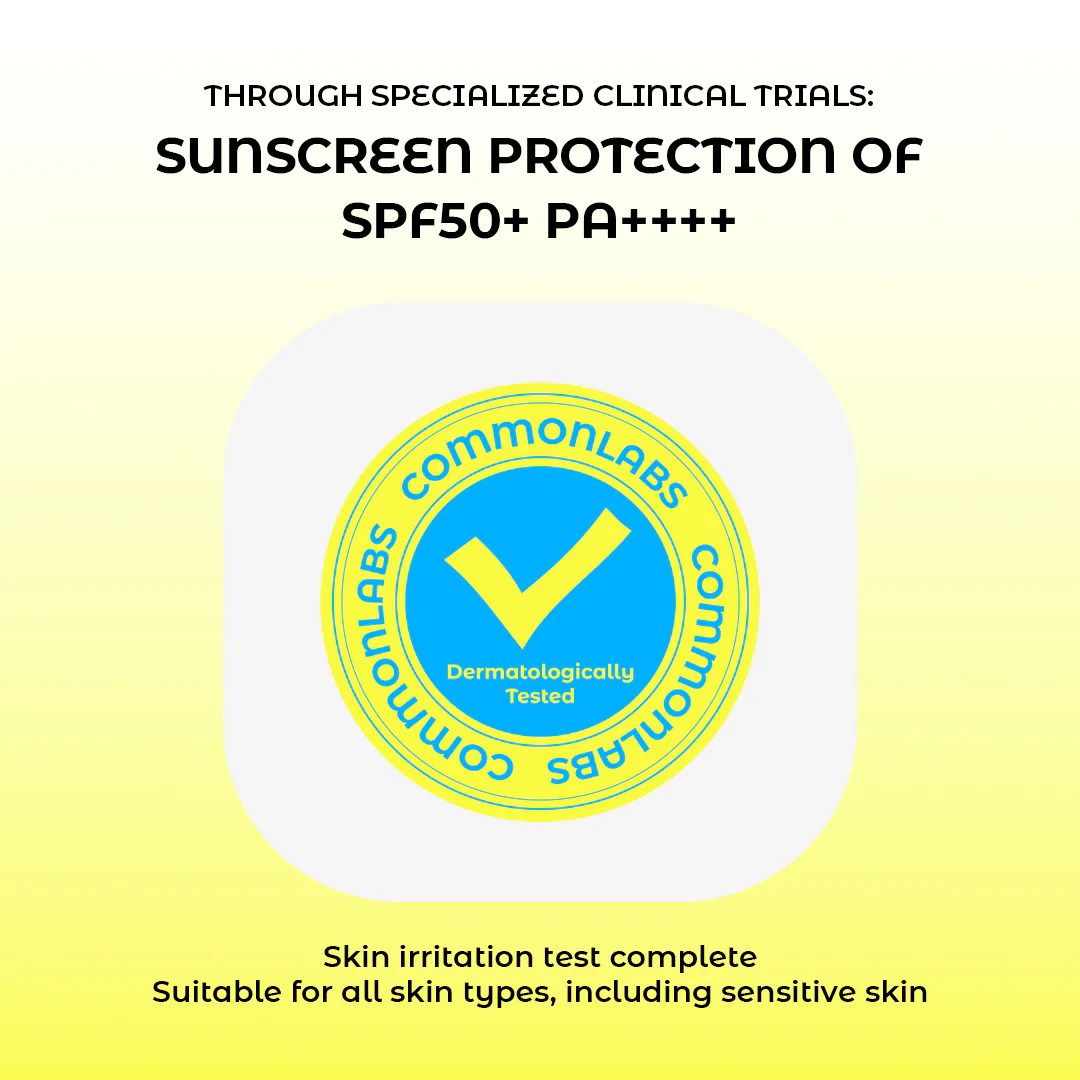 THROUGH SPECIALIZED CLINICAL TRIALS:
SUNSCREEN PROTECTION OF
SPF50+ PA++++
COMMONLABS
COMMONLABS
COMMONLABS
Dermatologically
Tested
Skin irritation test complete
Suitable for all skin types, including sensitive skin